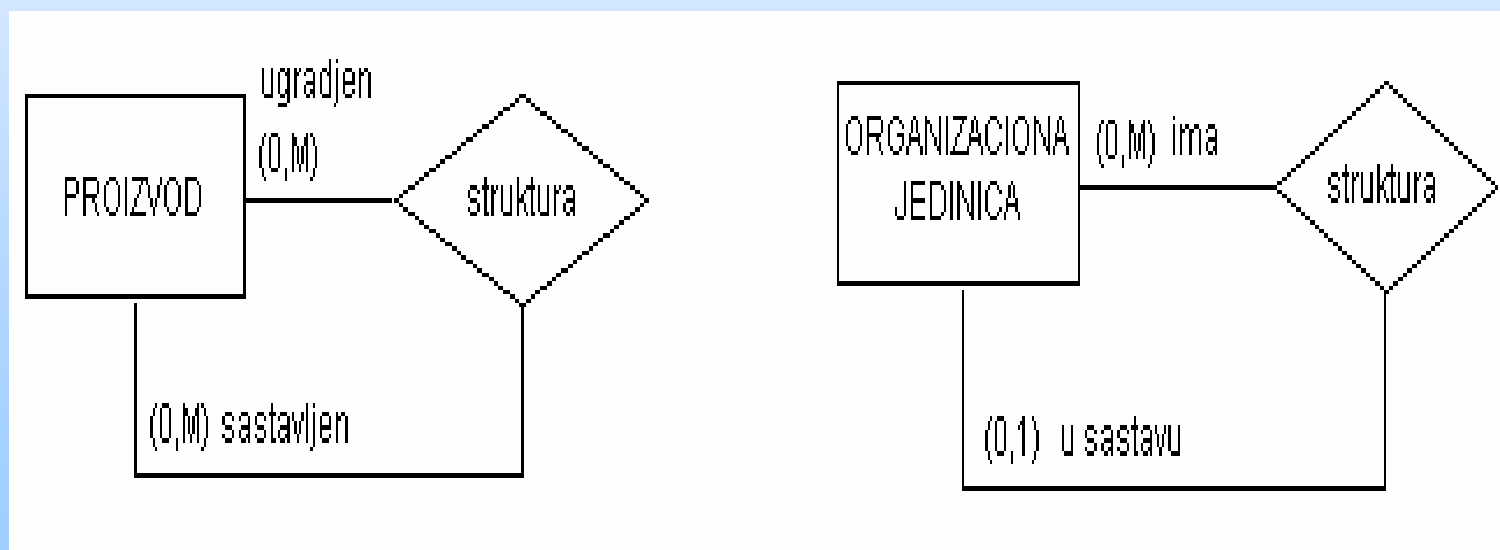 ugradjen
(0,M)
PROIZVOD
struktura
(0,M) sastavljen
ORGANIZACIONA
JEDINICA
(0,M) ima
struktura
(0,1) u sastavu